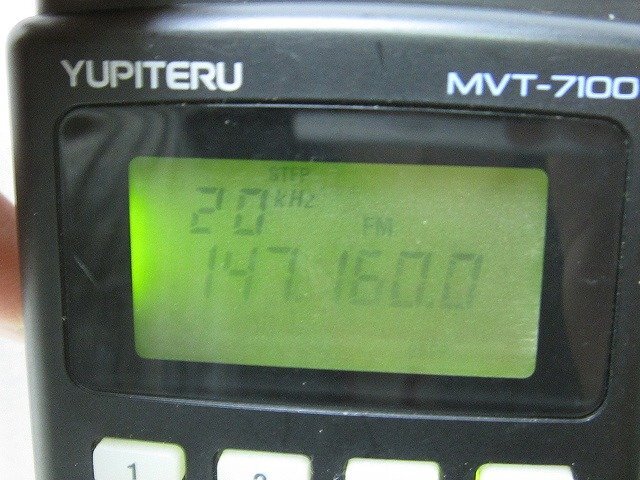 YUPITERU MVT-7100
STEP
20 kHz
FM
147.160.0
1